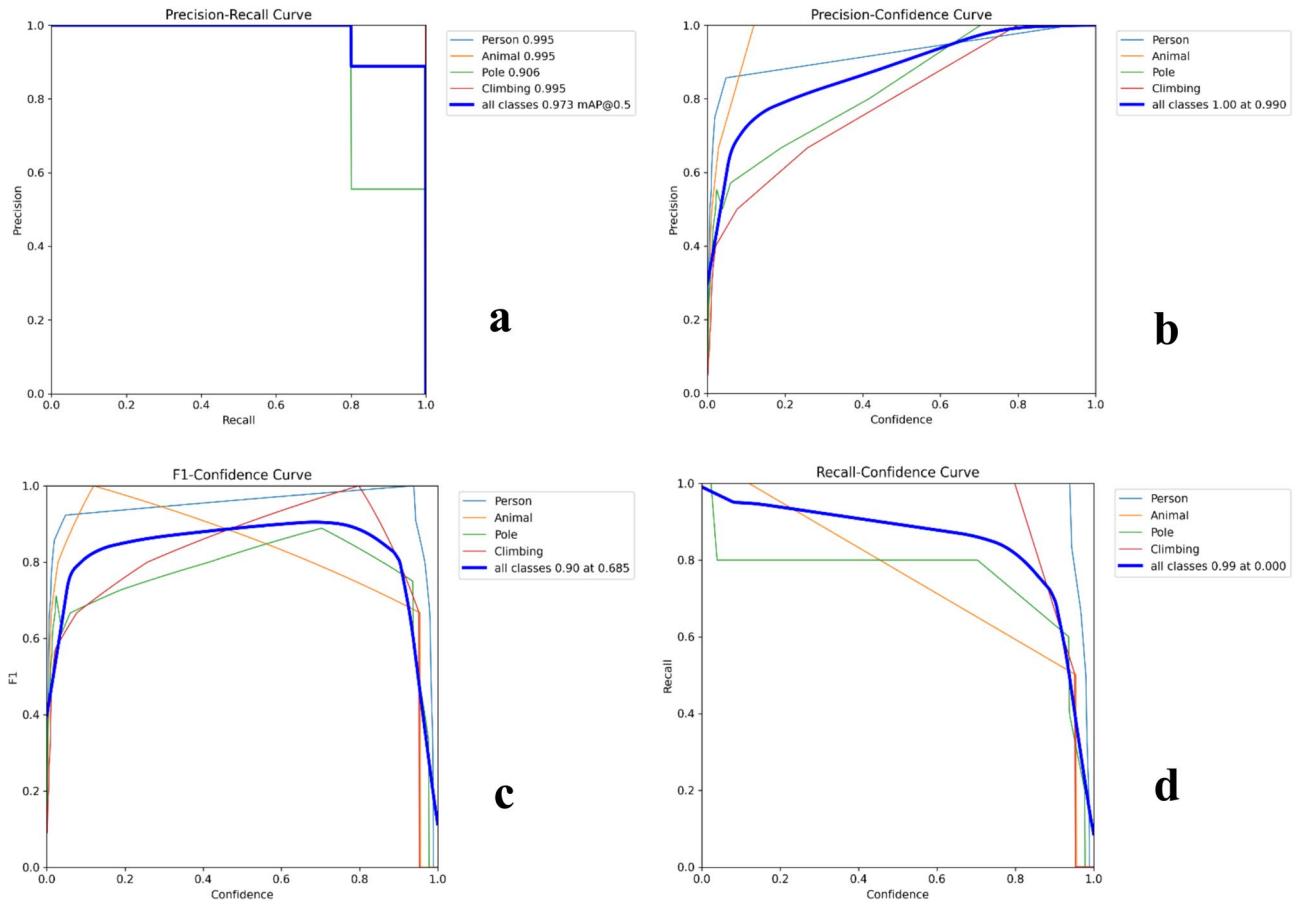 Precision-Recall Curve
1.0
0.8
0.6
0.4
0.2
0.0
Precision
0.0 0.2 0.4 0.6 0.8 1.0
Recall
Person 0.995
Animal 0.995
Pole 0.906
Climbing 0.995
all classes 0.973 mAP@0.5
a
Precision-Confidence Curve
1.0
0.8
0.6
0.4
0.2
0.0
Precision
0.0 0.2 0.4 0.6 0.8 1.0
Confidence
Person
Animal
Pole
Climbing
all classes 1.00 at 0.990
b
F1-Confidence Curve
1.0
0.8
0.6
0.4
0.2
0.0
F1
0.0 0.2 0.4 0.6 0.8 1.0
Confidence
Person
Animal
Pole
Climbing
all classes 0.90 at 0.685
c
Recall-Confidence Curve
1.0
0.8
0.6
0.4
0.2
0.0
Recall
0.0 0.2 0.4 0.6 0.8 1.0
Confidence
Person
Animal
Pole
Climbing
all classes 0.99 at 0.000
d